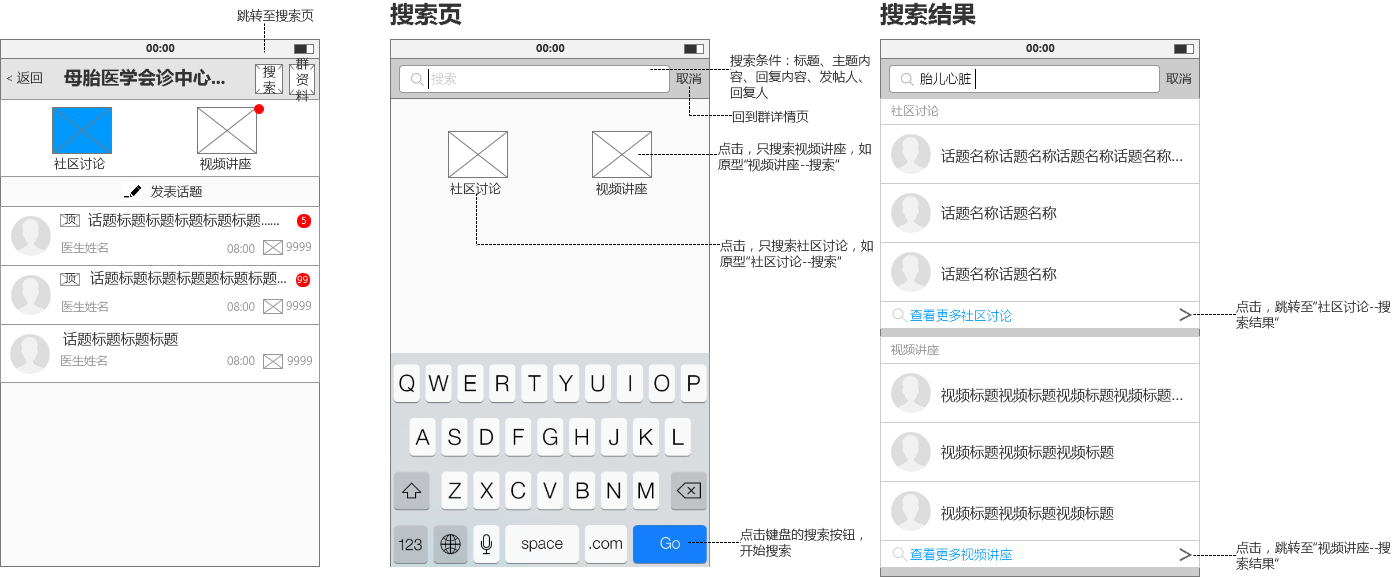 跳转至搜索页
00:00
< 返回
母胎医学会诊中心...
搜索
群资料
社区讨论
视频讲座
发表话题
顶
话题标题标题标题标题标题......
5
医生姓名
08:00
9999
顶
话题标题标题标题题标题标题...
99
医生姓名
08:00
9999
话题标题标题标题
医生姓名
08:00
9999
搜索页
00:00
搜索
取消
搜索条件：标题、主题内
容、回复内容、发帖人、
回复人
回到群详情页
社区讨论
视频讲座
点击，只搜索视频讲座，如
原型“视频讲座--搜索”
点击，只搜索社区讨论，如
原型“社区讨论--搜索”
Q W E R T Y U I O P
A S D F G H J K L
Z X C V B N M
123
space
.com
Go
点击键盘的搜索按钮，
开始搜索
搜索结果
00:00
胎儿心脏
取消
社区讨论
话题名称话题名称话题名称话题名称...
话题名称话题名称
话题名称话题名称
查看更多社区讨论
点击，跳转至“社区讨论--搜
索结果”
视频讲座
视频标题视频标题视频标题视频标题...
视频标题视频标题视频标题
视频标题视频标题视频标题
查看更多视频讲座
点击，跳转至“视频讲座--搜
索结果”